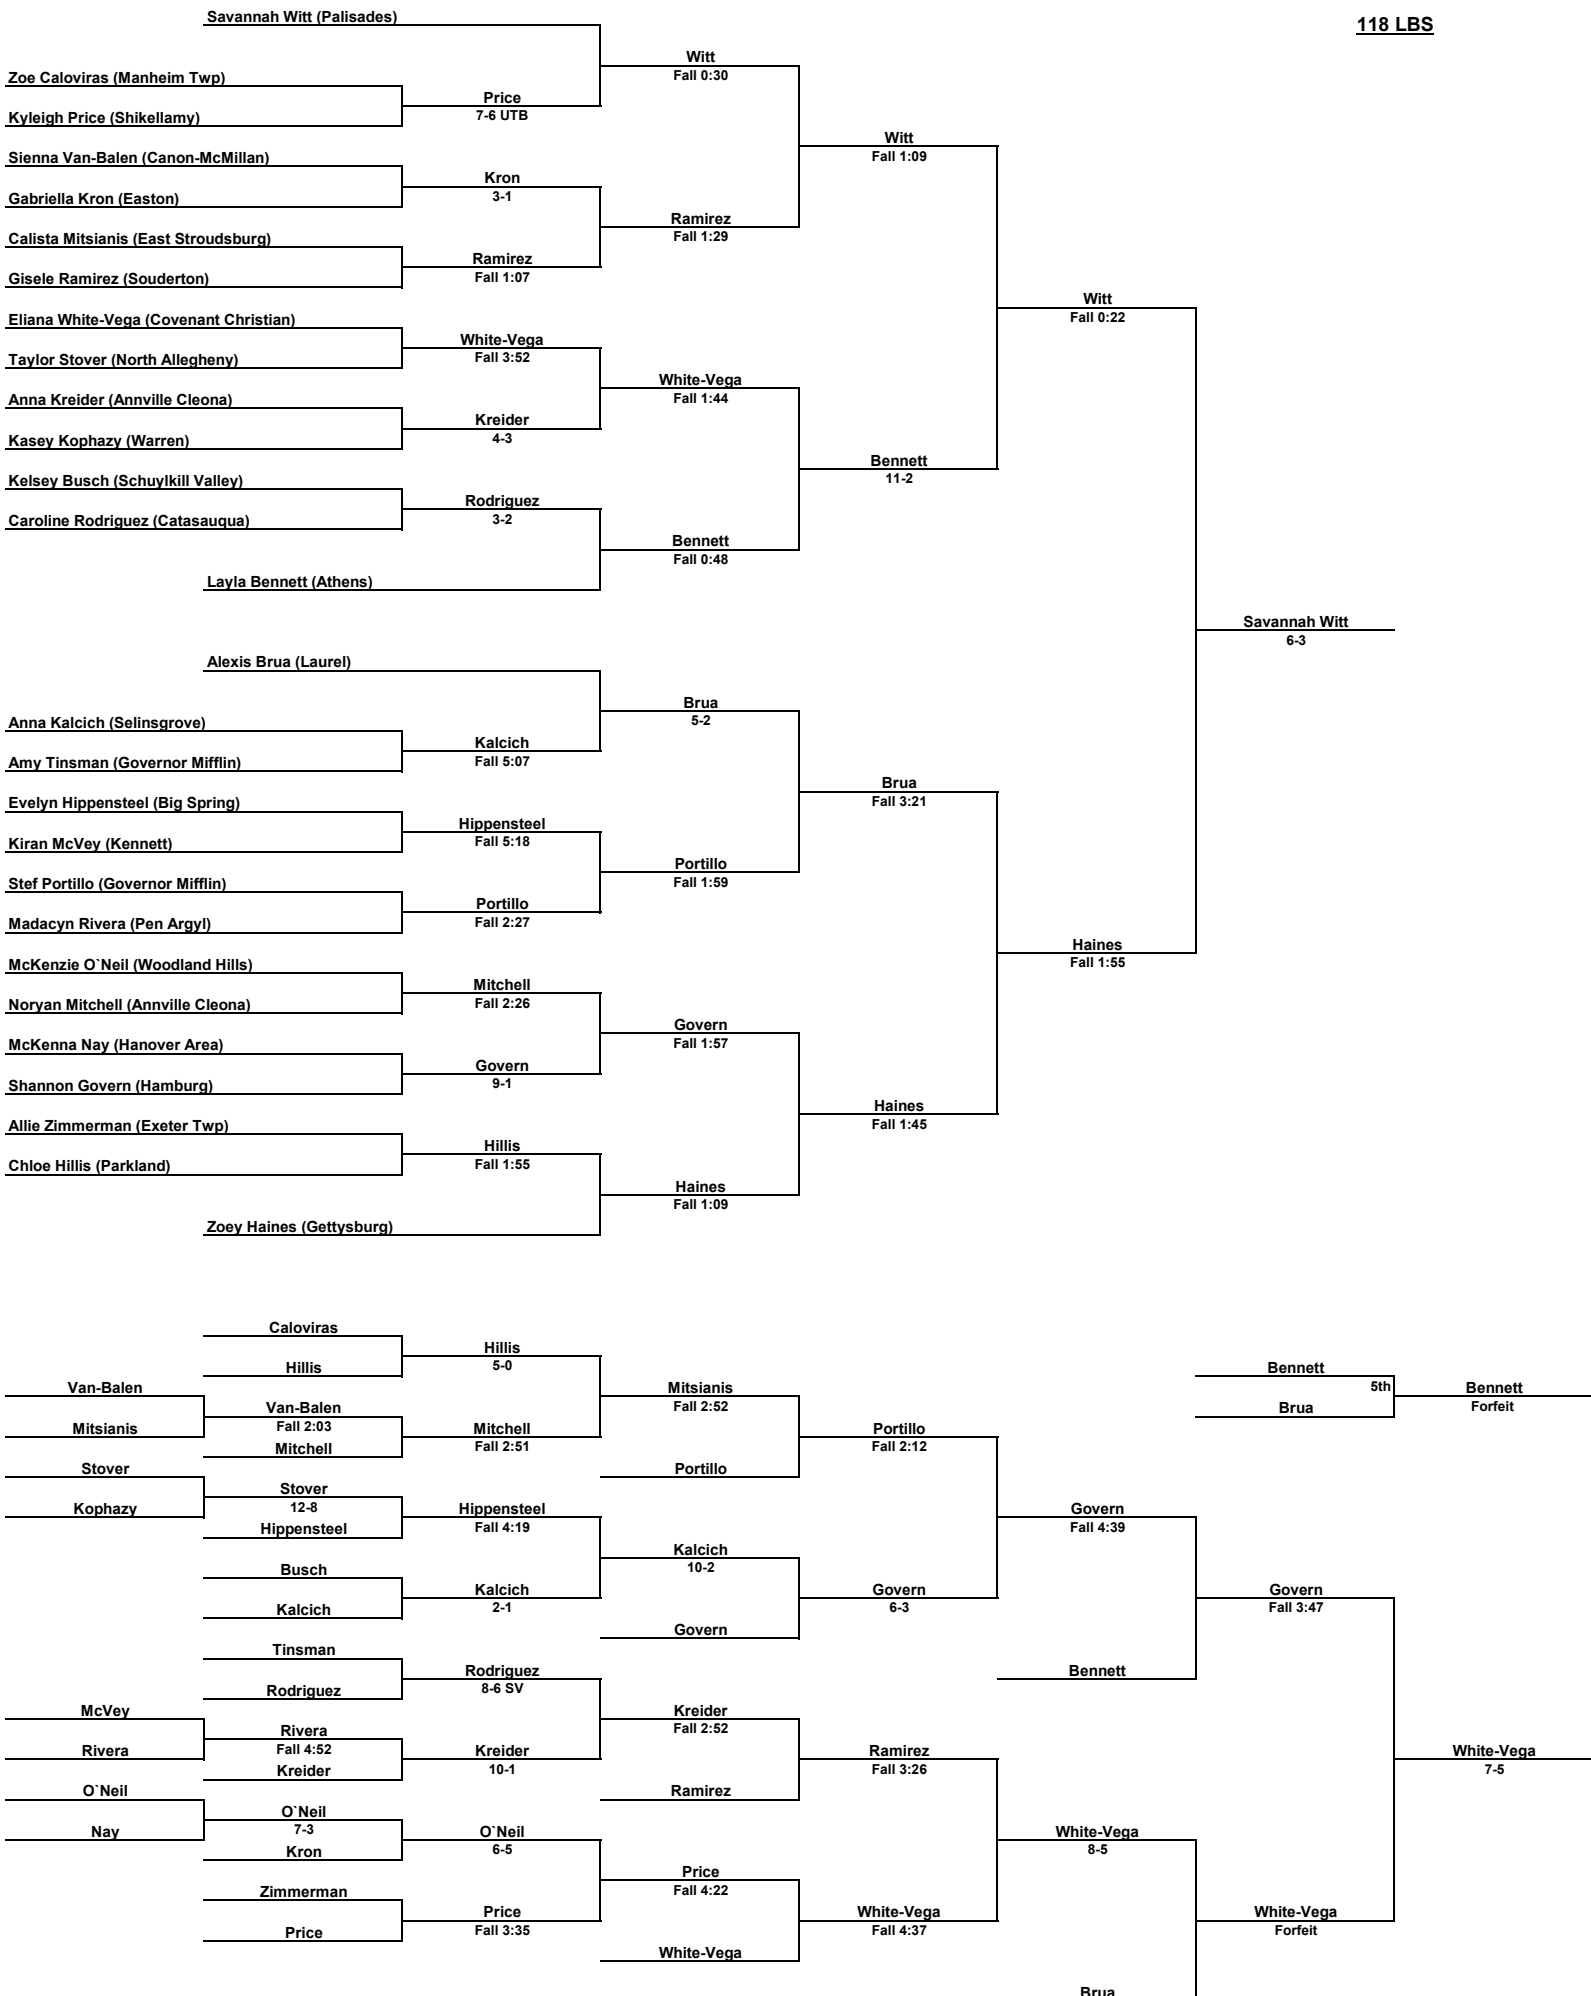 118 LBS
Savannah Witt (Palisades)
Zoe Caloviras (Manheim Twp)
Kyleigh Price (Shikellamy)
Sienna Van-Balen (Canon-McMillan)
Gabriella Kron (Easton)
Calista Mitsianis (East Stroudsburg)
Gisele Ramirez (Souderton)
Eliana White-Vega (Covenant Christian)
Taylor Stover (North Allegheny)
Anna Kreider (Annville Cleona)
Kasey Kophazy (Warren)
Kelsey Busch (Schuylkill Valley)
Caroline Rodriguez (Catasauqua)
Layla Bennett (Athens)
Price
7-6 UTB
Kron
3-1
Ramirez
Fall 1:07
White-Vega
Fall 3:52
Kreider
4-3
Rodriguez
3-2
Witt
Fall 0:30
Ramirez
Fall 1:29
White-Vega
Fall 1:44
Bennett
Fall 0:48
Witt
Fall 1:09
Bennett
11-2
Witt
Fall 0:22
Savannah Witt
6-3
Alexis Brua (Laurel)
Anna Kalcich (Selinsgrove)
Amy Tinsman (Governor Mifflin)
Evelyn Hippensteel (Big Spring)
Kiran McVey (Kennett)
Stef Portillo (Governor Mifflin)
Madacyn Rivera (Pen Argyl)
McKenzie O`Neil (Woodland Hills)
Noryan Mitchell (Annville Cleona)
McKenna Nay (Hanover Area)
Shannon Govern (Hamburg)
Allie Zimmerman (Exeter Twp)
Chloe Hillis (Parkland)
Zoey Haines (Gettysburg)
Kalcich
Fall 5:07
Hippensteel
Fall 5:18
Portillo
Fall 2:27
Mitchell
Fall 2:26
Govern
9-1
Hillis
Fall 1:55
Brua
5-2
Portillo
Fall 1:59
Govern
Fall 1:57
Haines
Fall 1:09
Brua
Fall 3:21
Haines
Fall 1:45
Haines
Fall 1:55
Van-Balen
Mitsianis
Stover
Kophazy
McVey
Rivera
O`Neil
Nay
Caloviras
Hillis
Van-Balen
Fall 2:03
Mitchell
Stover
12-8
Hippensteel
Busch
Kalcich
Tinsman
Rodriguez
Rivera
Fall 4:52
Kreider
O`Neil
7-3
Kron
Zimmerman
Price
Hillis
5-0
Mitchell
Fall 2:51
Hippensteel
Fall 4:19
Kalcich
2-1
Rodriguez
8-6 SV
Kreider
10-1
O`Neil
6-5
Price
Fall 3:35
Mitsianis
Fall 2:52
Portillo
Kalcich
10-2
Govern
Kreider
Fall 2:52
Ramirez
Price
Fall 4:22
White-Vega
Portillo
Fall 2:12
Govern
6-3
Ramirez
Fall 3:26
White-Vega
Fall 4:37
Govern
Fall 4:39
Bennett
White-Vega
8-5
Brua
Bennett
5th
Brua
Govern
Fall 3:47
White-Vega
Forfeit
Bennett
Forfeit
White-Vega
7-5